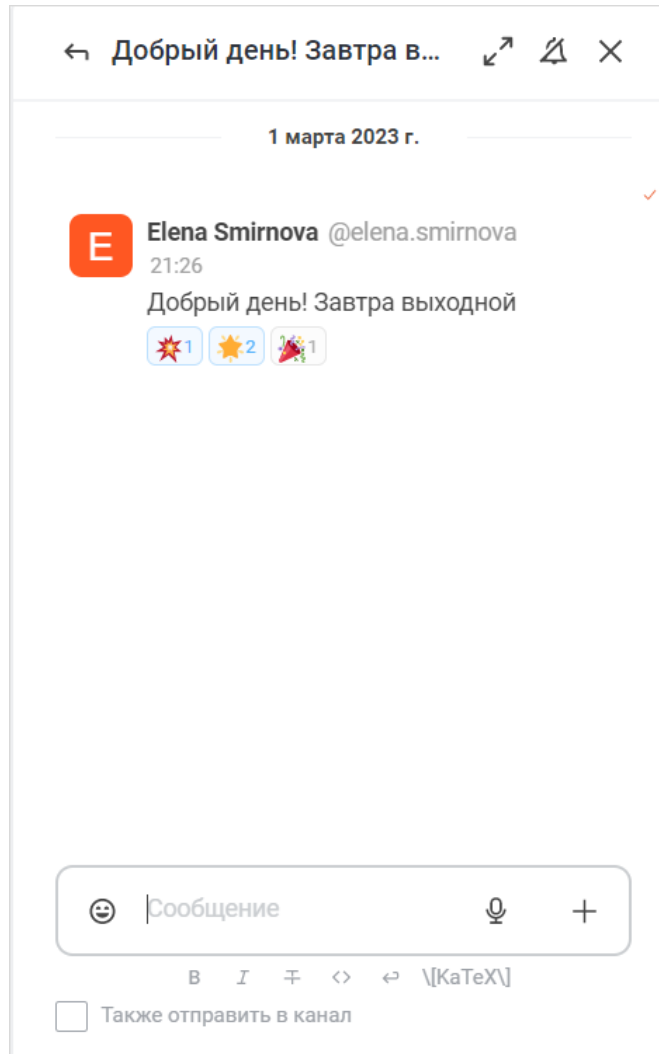 Добрый день! Завтра в...
1 марта 2023 г.
E
Elena Smirnova @elena.smirnova
21:26
Добрый день! Завтра выходной
1 2 1
Сообщение
B I T <> \[KaTeX\]
Также отправить в канал